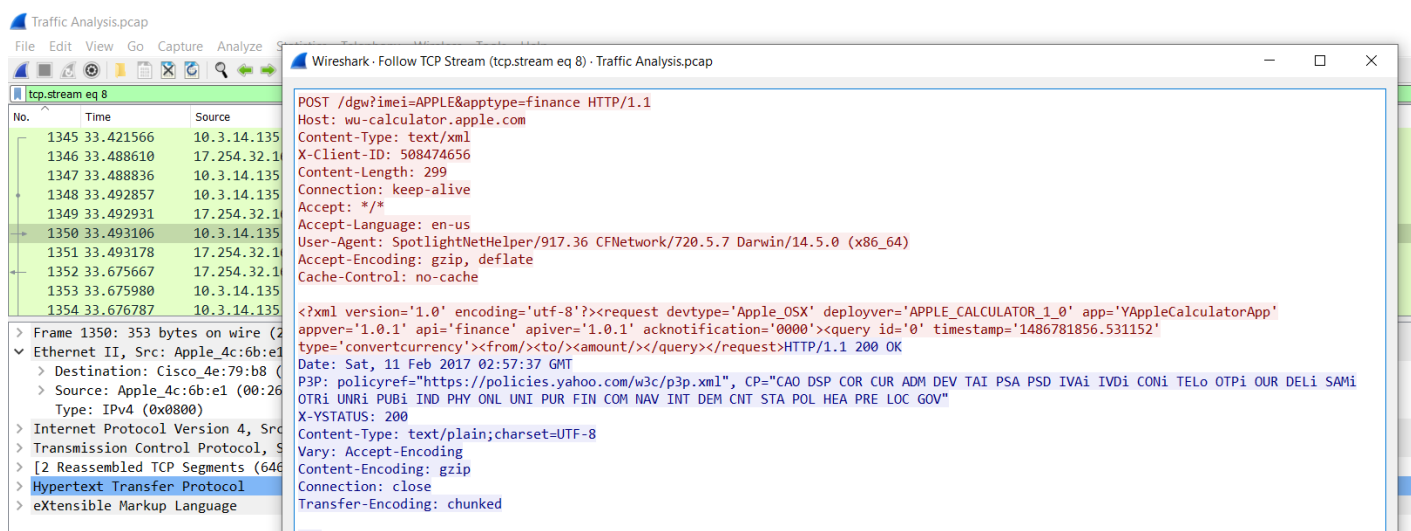 Traffic Analysis.pcap
File Edit View Go Capture Analyze
Wireshark · Follow TCP Stream (tcp.stream eq 8) · Traffic Analysis.pcap
tcp.stream eq 8
No. Time Source
1345 33.421566 10.3.14.135
1346 33.488610 17.254.32.1
1347 33.488836 10.3.14.135
1348 33.492857 10.3.14.135
1349 33.492931 17.254.32.1
1350 33.493106 10.3.14.135
1351 33.493178 17.254.32.1
1352 33.675667 17.254.32.1
1353 33.675980 10.3.14.135
1354 33.676787 10.3.14.135
Frame 1350: 353 bytes on wire (2
Ethernet II, Src: Apple_4c:6b:e1
Destination: Cisco_4e:79:b8 (
Source: Apple_4c:6b:e1 (00:26
Type: IPv4 (0x0800)
Internet Protocol Version 4, Src
Transmission Control Protocol, S
[2 Reassembled TCP Segments (646
Hypertext Transfer Protocol
eXtensible Markup Language
POST /dgw?imei=APPLE&apptype=finance HTTP/1.1
Host: wu-calculator.apple.com
Content-Type: text/xml
X-Client-ID: 508474656
Content-Length: 299
Connection: keep-alive
Accept: */*
Accept-Language: en-us
User-Agent: SpotlightNetHelper/917.36 CFNetwork/720.5.7 Darwin/14.5.0 (x86_64)
Accept-Encoding: gzip, deflate
Cache-Control: no-cache
<?xml version='1.0' encoding='utf-8'?><request devtype='Apple_OSX' deployver='APPLE_CALCULATOR_1_0' app='YAppleCalculatorApp'
appver='1.0.1' api='finance' apiver='1.0.1' acknotification='0000'><query id='0' timestamp='1486781856.531152'
type='convertcurrency'><from/><to/><amount/></query></request>HTTP/1.1 200 OK
Date: Sat, 11 Feb 2017 02:57:37 GMT
P3P: policyref="https://policies.yahoo.com/w3c/p3p.xml", CP="CAO DSP COR CUR ADM DEV TAI PSA PSD IVAi IVDi CONi TELo OTPi OUR DELi SAMi
OTRi UNRi PUBi IND PHY ONL UNI PUR FIN COM NAV INT DEM CNT STA POL HEA PRE LOC GOV"
X-YSTATUS: 200
Content-Type: text/plain;charset=UTF-8
Vary: Accept-Encoding
Content-Encoding: gzip
Connection: close
Transfer-Encoding: chunked